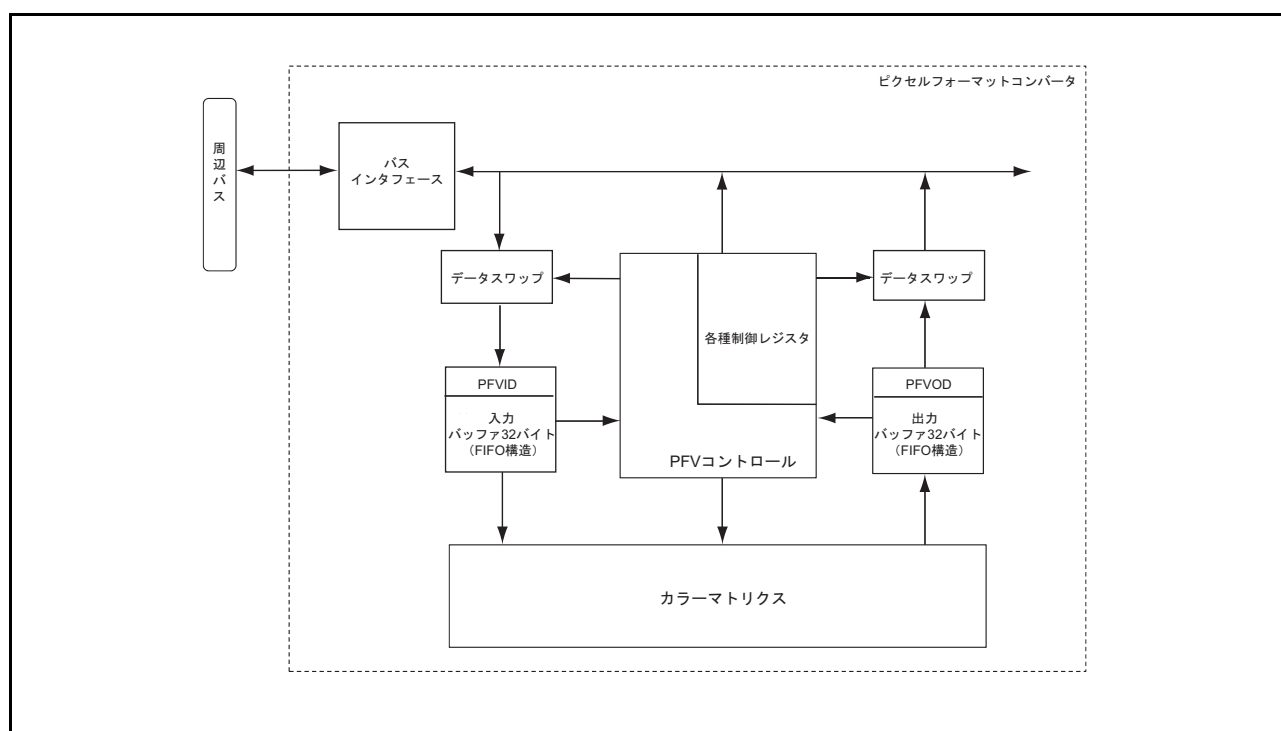 ピクセルフォーマットコンバータ
周辺バス
バス
インタフェース
データスワップ
データスワップ
各種制御レジスタ
PFVID
入力
バッファ32バイト
(FIFO構造)
PFVコントロール
PFVOD
出力
バッファ32バイト
(FIFO構造)
カラーマトリクス